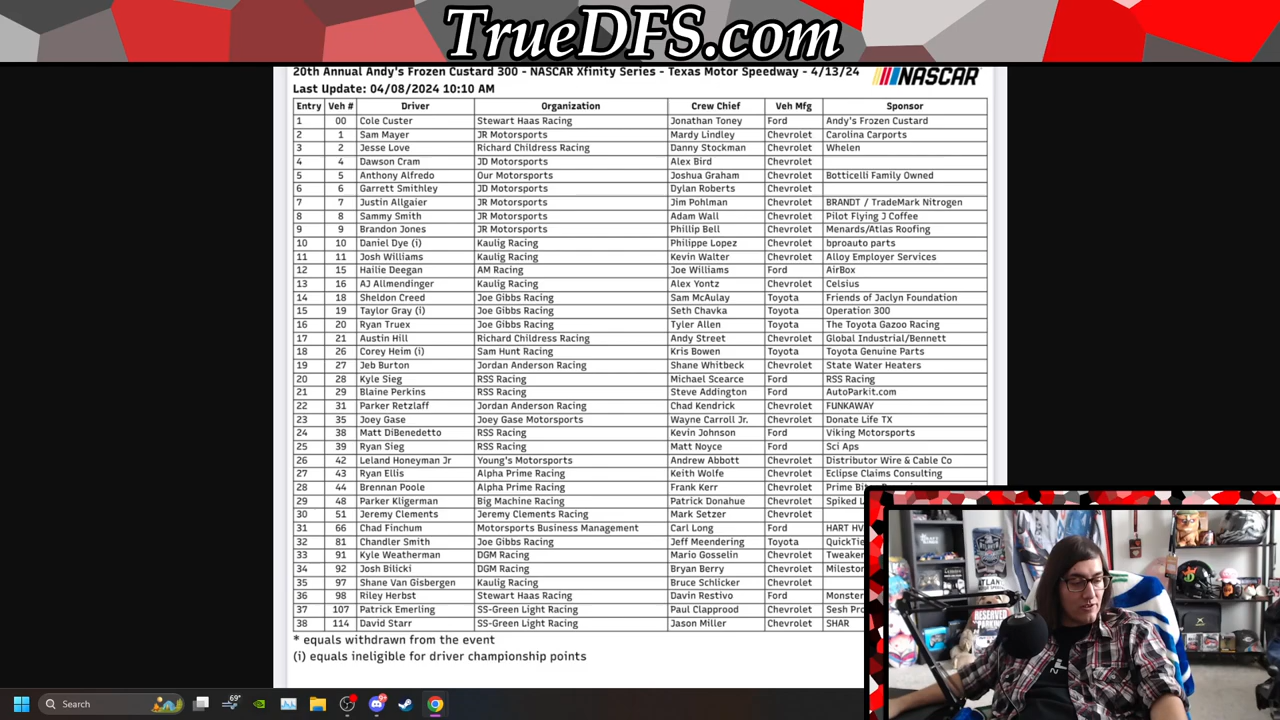 TrueDFS.com
20th Annual Andy's Frozen Custard 300 - NASCAR Xfinity Series - Texas Motor Speedway - 4/13/24
NASCAR
Last Update: 04/08/2024 10:10 AM
Entry Veh # Driver Organization Crew Chief Veh Mfg Sponsor
1 00 Cole Custer Stewart Haas Racing Jonathan Toney Ford Andy's Frozen Custard
2 1 Sam Mayer JR Motorsports Mardy Lindley Chevrolet Carolina Carports
3 2 Jesse Love Richard Childress Racing Danny Stockman Chevrolet Whelen
4 4 Dawson Cram JD Motorsports Alex Bird Chevrolet
5 5 Anthony Alfredo Our Motorsports Joshua Graham Chevrolet Botticelli Family Owned
6 6 Garrett Smithley JD Motorsports Dylan Roberts Chevrolet
7 7 Justin Allgaier JR Motorsports Jim Pohlman Chevrolet BRANDT / TradeMark Nitrogen
8 8 Sammy Smith JR Motorsports Adam Wall Chevrolet Pilot Flying J Coffee
9 9 Brandon Jones JR Motorsports Phillip Bell Chevrolet Menards/Atlas Roofing
10 10 Daniel Dye (i) Kaulig Racing Philippe Lopez Chevrolet bproauto parts
11 11 Josh Williams Kaulig Racing Kevin Walter Chevrolet Alloy Employer Services
12 15 Hailie Deegan AM Racing Joe Williams Ford AirBox
13 16 AJ Allmendinger Kaulig Racing Alex Yontz Chevrolet Celsius
14 18 Sheldon Creed Joe Gibbs Racing Sam McAulay Toyota Friends of Jaclyn Foundation
15 19 Taylor Gray (i) Joe Gibbs Racing Seth Chavka Toyota Operation 300
16 20 Ryan Truex Joe Gibbs Racing Tyler Allen Toyota The Toyota Gazoo Racing
17 21 Austin Hill Richard Childress Racing Andy Street Chevrolet Global Industrial/Bennett
18 26 Corey Heim (i) Sam Hunt Racing Kris Bowen Toyota Toyota Genuine Parts
19 27 Jeb Burton Jordan Anderson Racing Shane Whitbeck Chevrolet State Water Heaters
20 28 Kyle Sieg RSS Racing Michael Scearce Ford RSS Racing
21 29 Blaine Perkins RSS Racing Steve Addington Ford AutoParkit.com
22 31 Parker Retzlaff Jordan Anderson Racing Chad Kendrick Chevrolet FUNKAWAY
23 35 Joey Gase Joey Gase Motorsports Wayne Carroll Jr. Chevrolet Donate Life TX
24 38 Matt DiBenedetto RSS Racing Kevin Johnson Ford Viking Motorsports
25 39 Ryan Sieg RSS Racing Matt Noyce Ford Sci Aps
26 42 Leland Honeyman Jr Young's Motorsports Andrew Abbott Chevrolet Distributor Wire & Cable Co
27 43 Ryan Ellis Alpha Prime Racing Keith Wolfe Chevrolet Eclipse Claims Consulting
28 44 Brennan Poole Alpha Prime Racing Frank Kerr Chevrolet Prime
29 48 Parker Kligerman Big Machine Racing Patrick Donahue Chevrolet Spiked
30 51 Jeremy Clements Jeremy Clements Racing Mark Setzer Chevrolet
31 66 Chad Finchum Motorsports Business Management Carl Long Ford HART
32 81 Chandler Smith Joe Gibbs Racing Jeff Meendering Toyota QuickTie
33 91 Kyle Weatherman DGM Racing Mario Gosselin Chevrolet Tweaker
34 92 Josh Bilicki DGM Racing Bryan Berry Chevrolet Milest
35 97 Shane Van Gisbergen Kaulig Racing Bruce Schlicker Chevrolet
36 98 Riley Herbst Stewart Haas Racing Davin Restivo Ford Monst
37 107 Patrick Emerling SS-Green Light Racing Paul Clapprood Chevrolet Sesh
38 114 David Starr SS-Green Light Racing Jason Miller Chevrolet SHAR
* equals withdrawn from the event
(i) equals ineligible for driver championship points
RESERVED
69°
Search